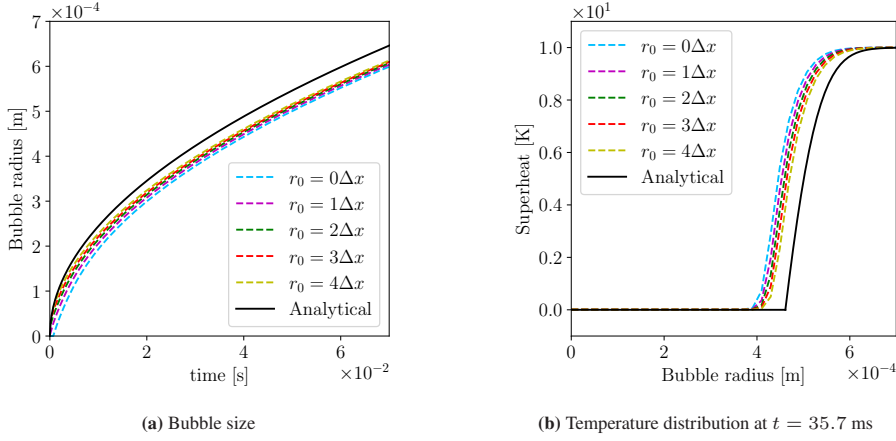 ×10⁻⁴
7
6
5
4
3
2
1
0
Bubble radius [m]
r₀ = 0Δx
r₀ = 1Δx
r₀ = 2Δx
r₀ = 3Δx
r₀ = 4Δx
Analytical
0
2
4
6
time [s]
×10⁻²
(a) Bubble size
×10¹
1.0
0.8
0.6
0.4
0.2
0.0
Superheat [K]
r₀ = 0Δx
r₀ = 1Δx
r₀ = 2Δx
r₀ = 3Δx
r₀ = 4Δx
Analytical
0
2
4
6
Bubble radius [m]
×10⁻⁴
(b) Temperature distribution at t = 35.7 ms